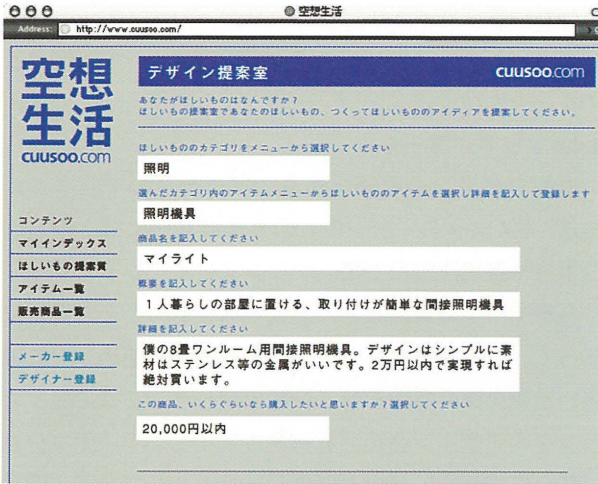 空想生活
Address: http://www.cuusoo.com/
空想
生活
cuusoo.com
デザイン提案室
cuusoo.com
あなたがほしいものはなんですか？
ほしいもの提案室であなたのほしいもの、つくってほしいもののアイディアを提案してください。
ほしいもののカテゴリをメニューから選択してください
照明
選んだカテゴリ内のアイテムメニューからほしいもののアイテムを選択し詳細を記入して登録します
照明機具
商品名を記入してください
マイライト
概要を記入してください
１人暮らしの部屋に置ける、取り付けが簡単な間接照明機具
詳細を記入してください
僕の8畳ワンルーム用間接照明機具。デザインはシンプルに素
材はステンレス等の金属がいいです。2万円以内で実現すれば
絶対買います。
この商品、いくらぐらいなら購入したいと思いますか？選択してください
20,000円以内
コンテンツ
マイインデックス
ほしいもの提案賞
アイテム一覧
販売商品一覧
メーカー登録
デザイナー登録